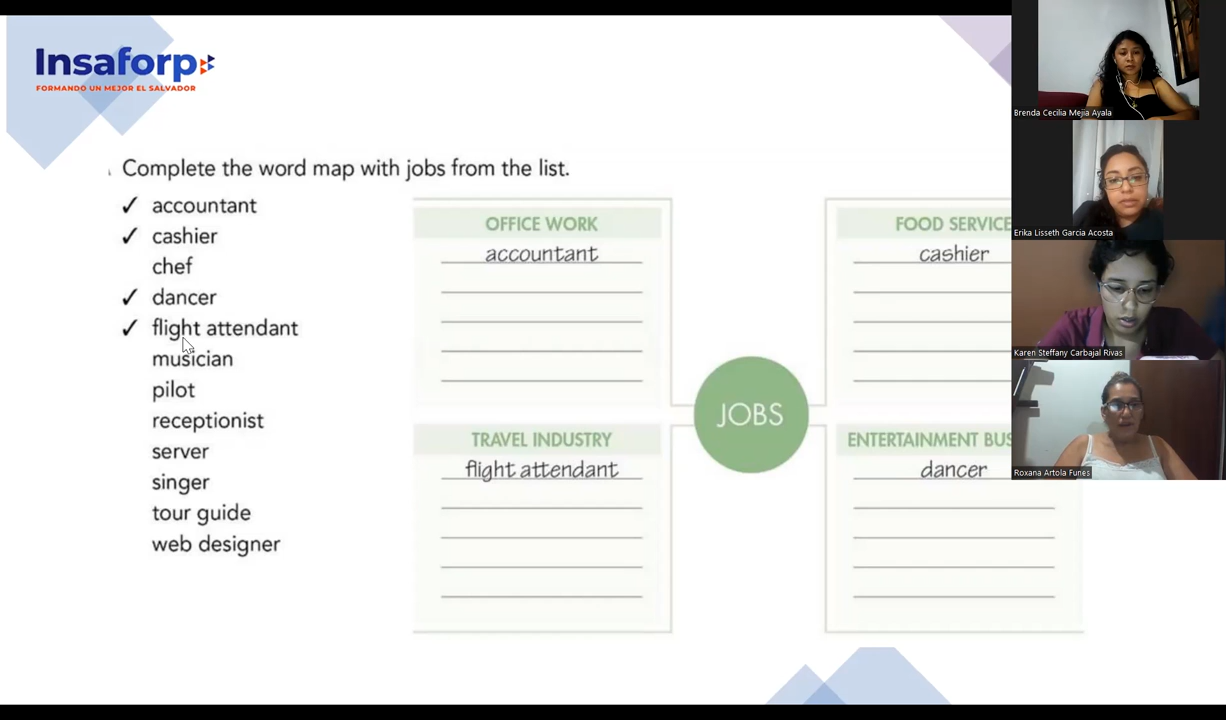 Insaforp
FORMANDO UN MEJOR EL SALVADOR
Complete the word map with jobs from the list.
✓ accountant
✓ cashier
chef
✓ dancer
✓ flight attendant
musician
pilot
receptionist
server
singer
tour guide
web designer
OFFICE WORK
accountant
FOOD SERVICE
cashier
JOBS
TRAVEL INDUSTRY
flight attendant
ENTERTAINMENT BUS
dancer
Brenda Cecilia Mejia Ayala
Erika Lisseth Garcia Acosta
Karen Steffany Carbajal Rivas
Roxana Artola Funes